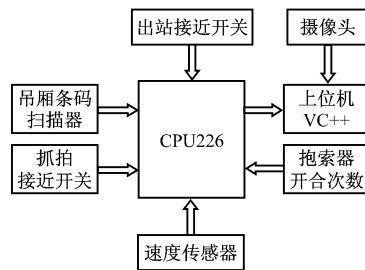 出站接近开关
摄像头
吊厢条码
扫描器
CPU226
上位机
VC++
抓拍
接近开关
抱索器
开合次数
速度传感器